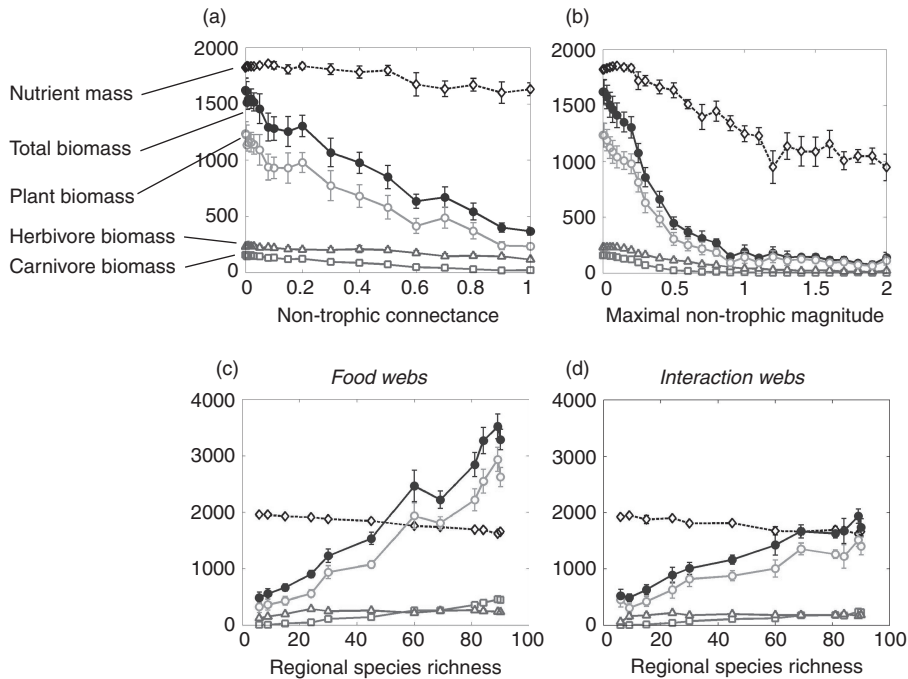 (a)
(b)
2000
1500
1000
500
0
Nutrient mass
Total biomass
Plant biomass
Herbivore biomass
Carnivore biomass
0 0.2 0.4 0.6 0.8 1
Non-trophic connectance
2000
1500
1000
500
0
0 0.5 1 1.5 2
Maximal non-trophic magnitude
(c) Food webs
4000
3000
2000
1000
0
0 20 40 60 80 100
Regional species richness
(d) Interaction webs
4000
3000
2000
1000
0
0 20 40 60 80 100
Regional species richness